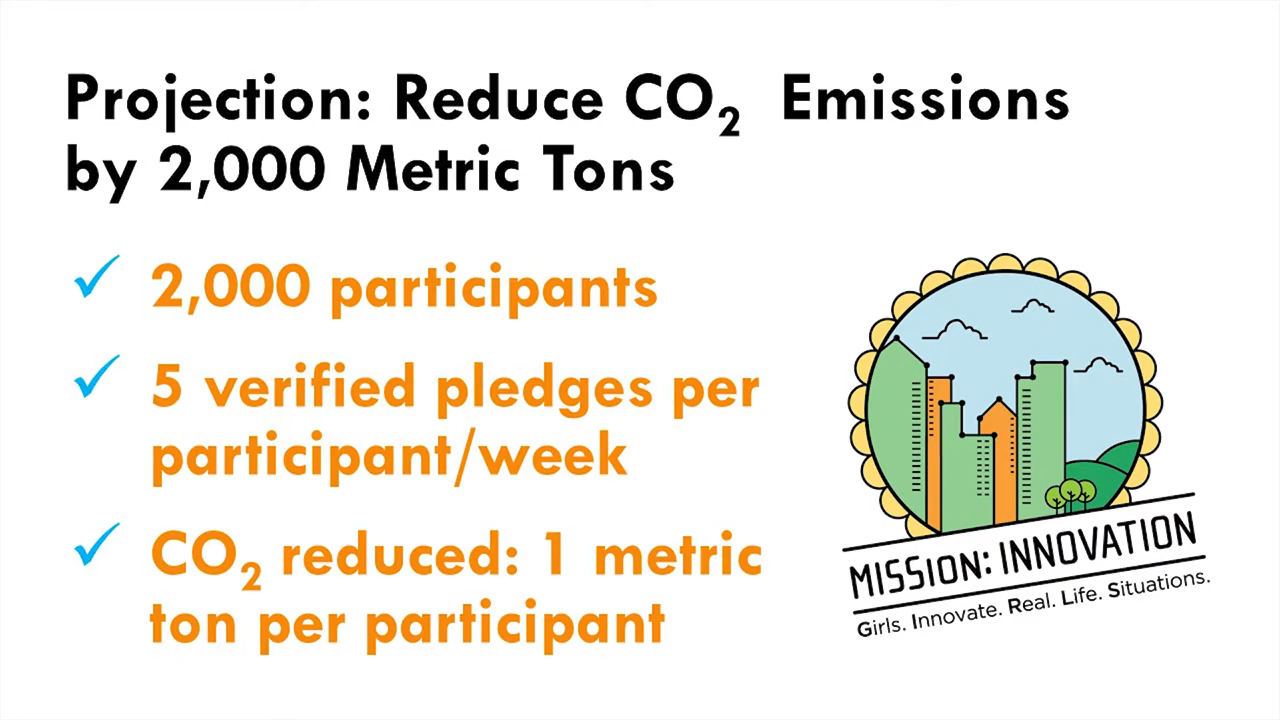 Projection: Reduce CO₂ Emissions
by 2,000 Metric Tons
✓ 2,000 participants
✓ 5 verified pledges per
participant/week
✓ CO₂ reduced: 1 metric
ton per participant
MISSION: INNOVATION
Girls. Innovate. Real. Life. Situations.